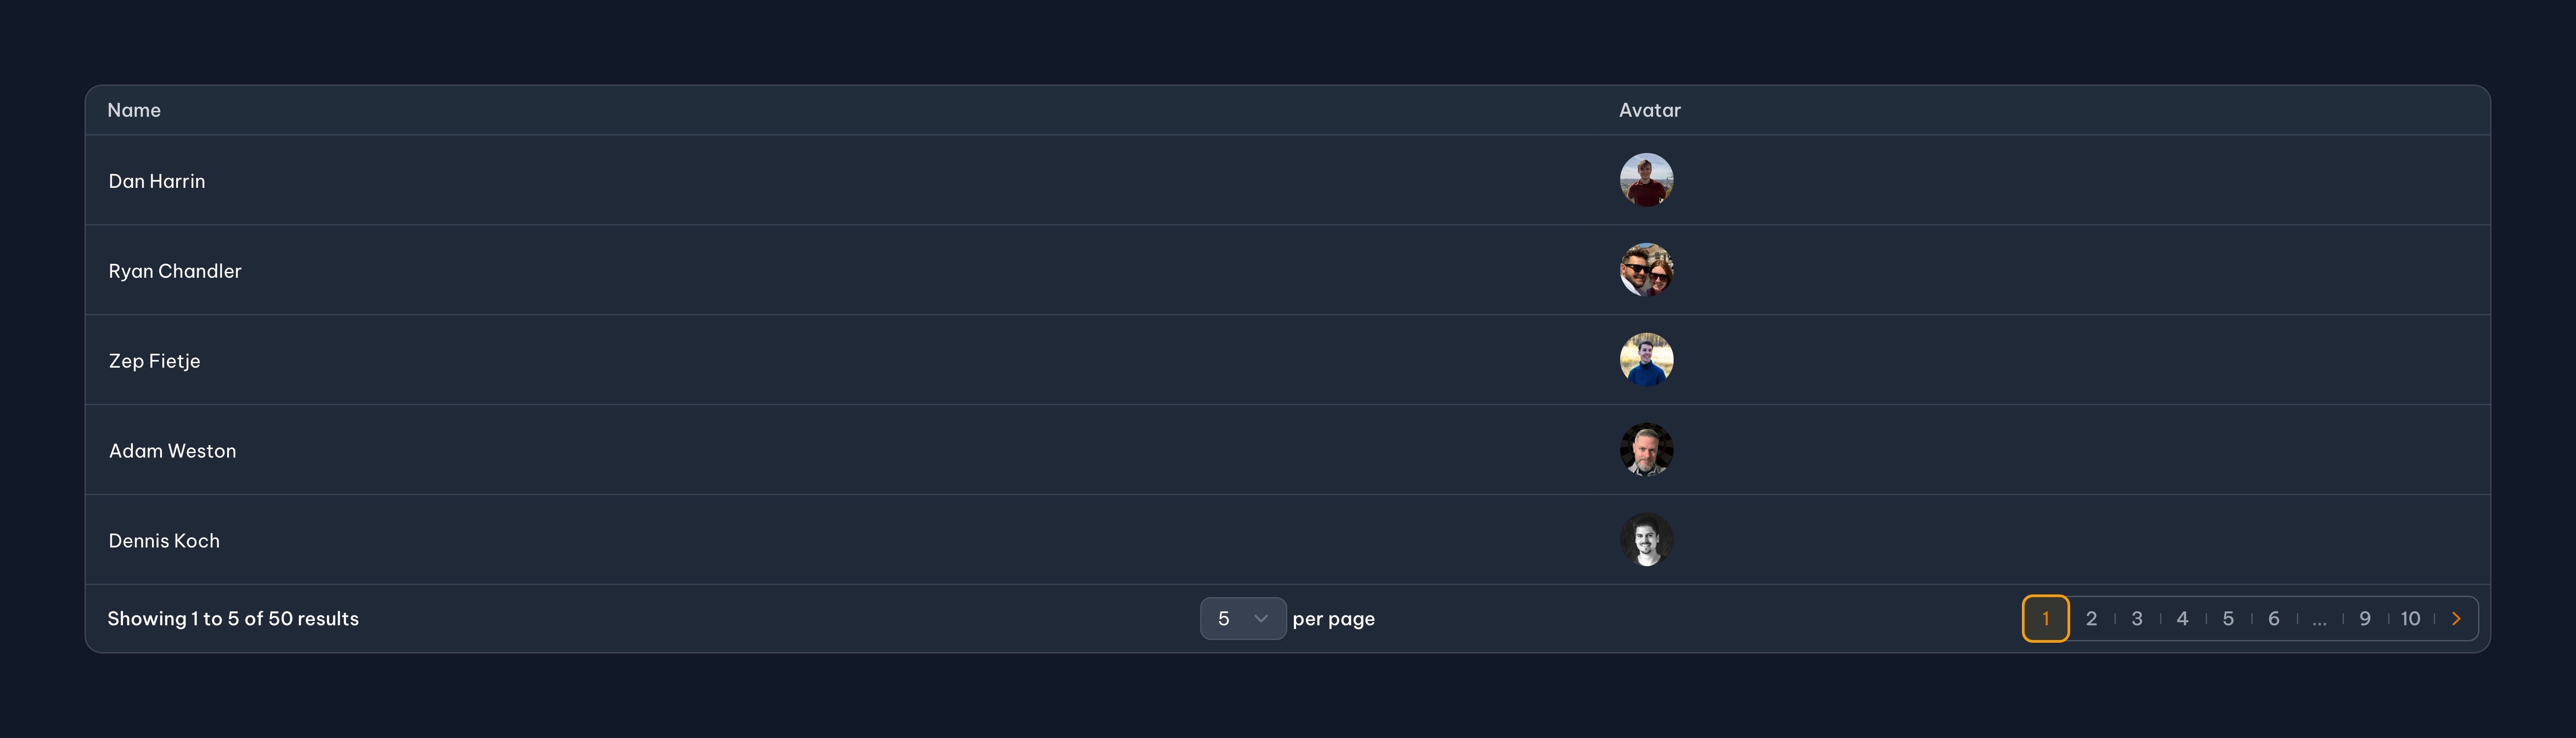 Name Avatar
Dan Harrin
Ryan Chandler
Zep Fietje
Adam Weston
Dennis Koch
Showing 1 to 5 of 50 results 5 per page 1 2 3 4 5 6 ... 9 10